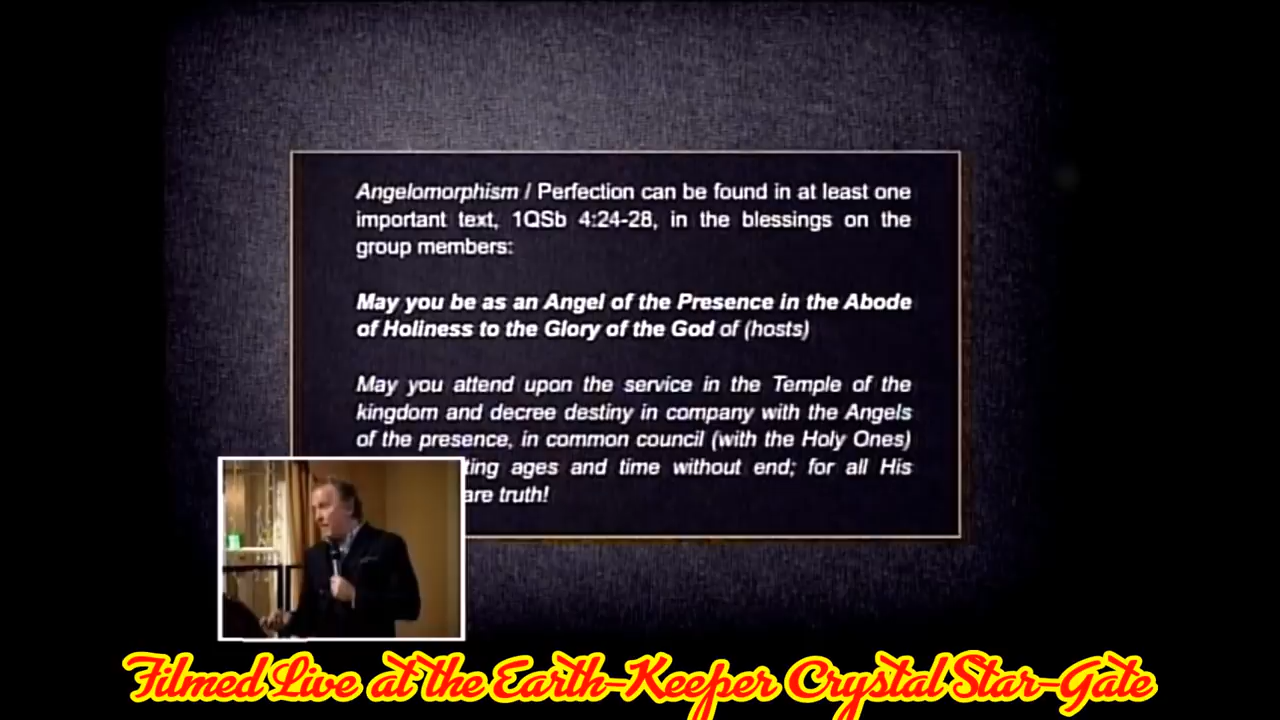 Angelomorphism / Perfection can be found in at least one
important text, 1QSb 4:24-28, in the blessings on the
group members:
May you be as an Angel of the Presence in the Abode
of Holiness to the Glory of the God of (hosts)
May you attend upon the service in the Temple of the
kingdom and decree destiny in company with the Angels
of the presence, in common council (with the Holy Ones)
ting ages and time without end; for all His
are truth!
Filmed Live at the Earth-Keeper Crystal Star-Gate